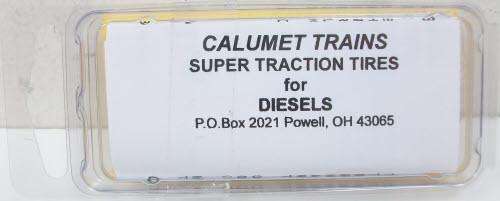 CALUMET TRAINS
SUPER TRACTION TIRES
for
DIESELS
P.O.Box 2021 Powell, OH 43065